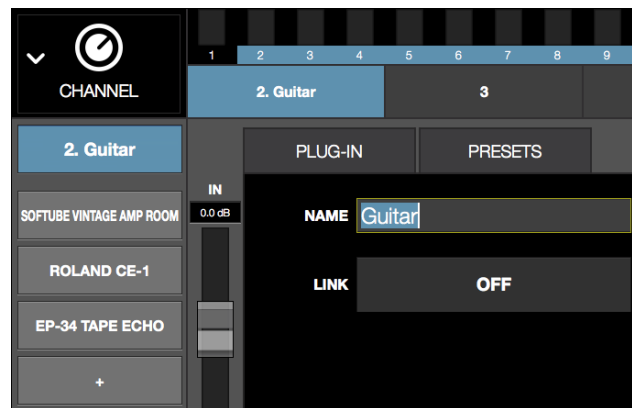 1 2 3 4 5 6 7 8 9
CHANNEL
2. Guitar 3
2. Guitar
PLUG-IN PRESETS
IN
0.0 dB
SOFTUBE VINTAGE AMP ROOM
NAME Guitar
ROLAND CE-1
LINK OFF
EP-34 TAPE ECHO
+